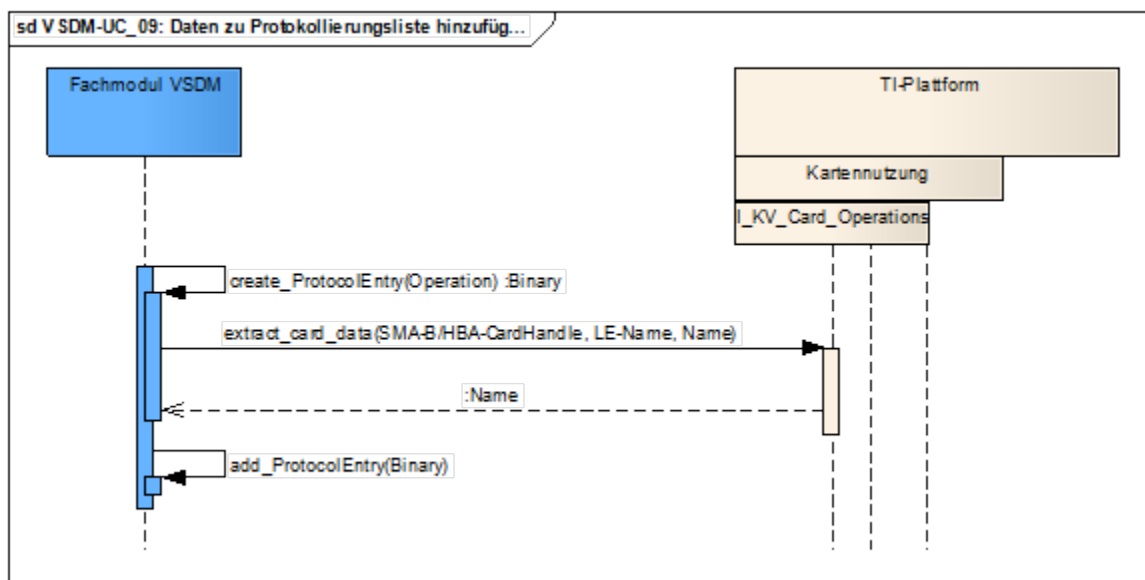 sd VSDM-UC_09: Daten zu Protokollierungsliste hinzufüg...
Fachmodul VSDM
TI-Plattform
Kartennutzung
I_KV_Card_Operations
create_ProtocolEntry(Operation) :Binary
extract_card_data(SMA-B/HBA-CardHandle, LE-Name, Name)
:Name
add_ProtocolEntry(Binary)